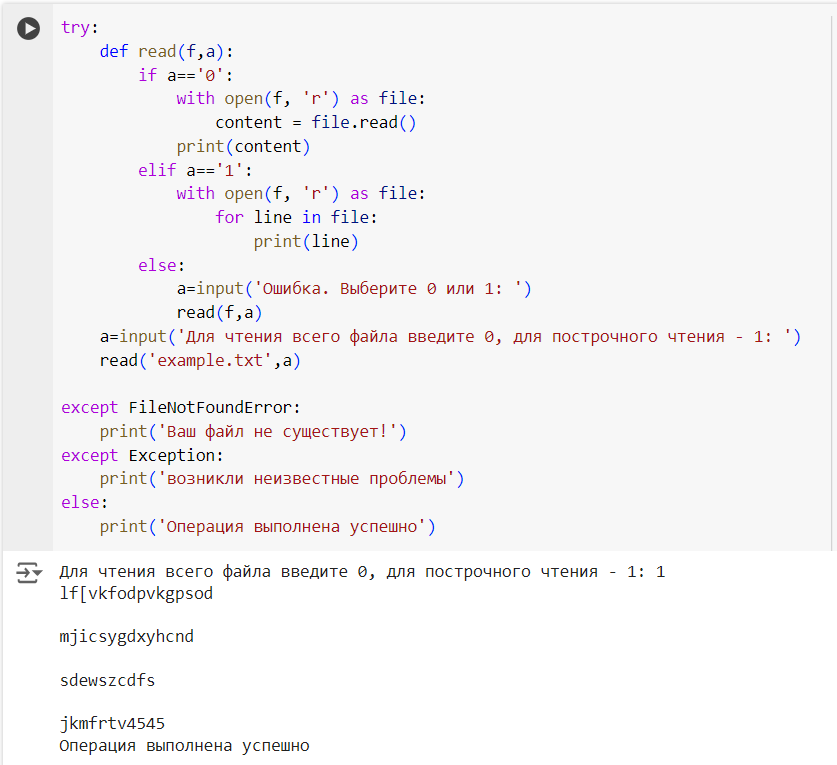 try:
    def read(f,a):
        if a=='0':
            with open(f, 'r') as file:
                content = file.read()
            print(content)
        elif a=='1':
            with open(f, 'r') as file:
                for line in file:
                    print(line)
        else:
            a=input('Ошибка. Выберите 0 или 1: ')
            read(f,a)
    a=input('Для чтения всего файла введите 0, для построчного чтения - 1: ')
    read('example.txt',a)

except FileNotFoundError:
    print('Ваш файл не существует!')
except Exception:
    print('возникли неизвестные проблемы')
else:
    print('Операция выполнена успешно')
Для чтения всего файла введите 0, для построчного чтения - 1: 1
lf[vkfodpvkgpsod

mjicsygdxyhcnd

sdewszcdfs

jkmfrtv4545
Операция выполнена успешно